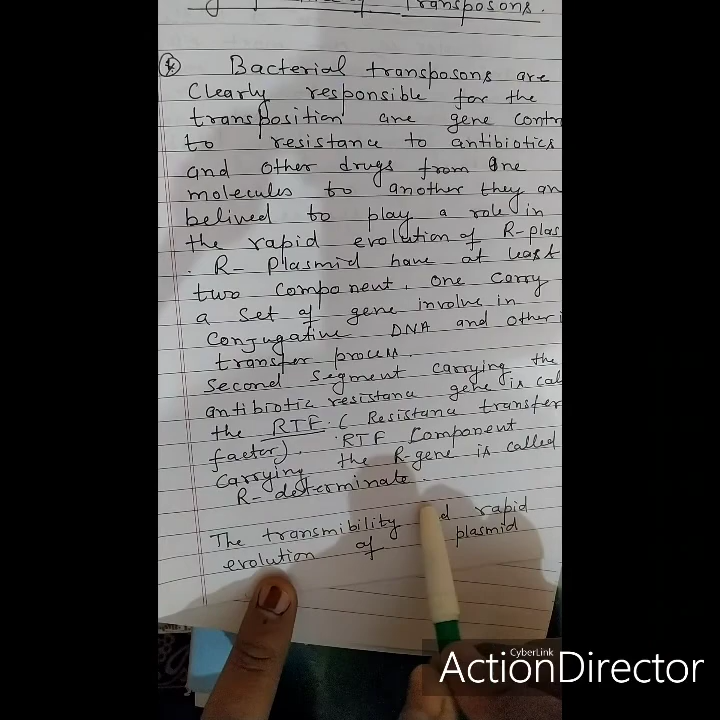 Transposons.
Bacterial transposons are
Clearly responsible for the
transposition are gene contr
to resistance to antibiotics
and other drugs from one
molecules to another they an
belived to play a role in
the rapid evolution of R-plas
. R- Plasmid have at least
two component, one carry
a set of gene involve in
conjugative DNA and other
transfer process.
Second segment carrying the
antibiotic resistance gene is cal
the RTF ( Resistance transfer
factor). RTF Component
carrying the R-gene is called
R- determinate.
The transmibility d rapid
evolution of plasmid
CyberLink
ActionDirector